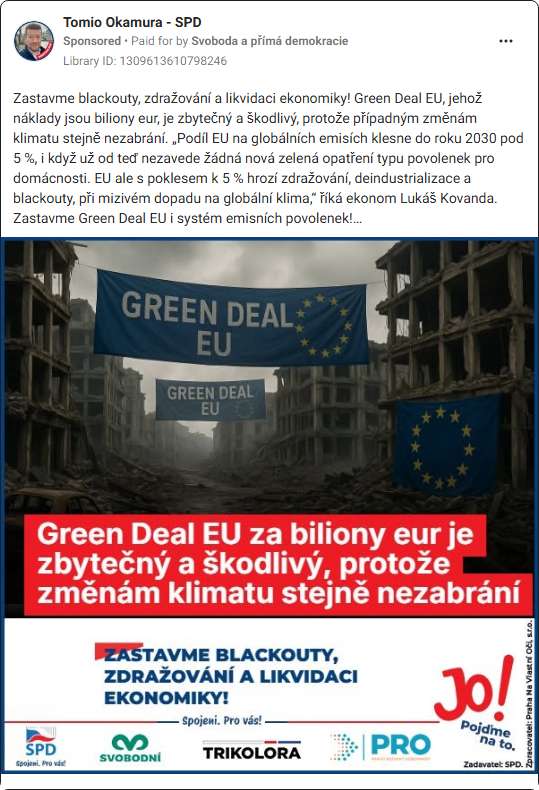 Tomio Okamura - SPD
Sponsored • Paid for by Svoboda a přímá demokracie
Library ID: 1309613610798246
Zastavme blackouty, zdražování a likvidaci ekonomiky! Green Deal EU, jehož
náklady jsou biliony eur, je zbytečný a škodlivý, protože případným změnám
klimatu stejně nezabrání. „Podíl EU na globálních emisích klesne do roku 2030 pod
5 %, i když už od teď nezavede žádná nová zelená opatření typu povolenek pro
domácnosti. EU ale s poklesem k 5 % hrozí zdražování, deindustrializace a
blackouty, při mizivém dopadu na globální klima,“ říká ekonom Lukáš Kovanda.
Zastavme Green Deal EU i systém emisních povolenek!...
GREEN DEAL
EU
GREEN DEAL
EU
Green Deal EU za biliony eur je
zbytečný a škodlivý, protože
změnám klimatu stejně nezabrání
ZASTAVME BLACKOUTY,
ZDRAŽOVÁNÍ A LIKVIDACI
EKONOMIKY!
Spojeni. Pro vás!
SPD
Spojeni. Pro vás!
SVOBODNÍ
TRIKOLORA
PRO
Jo!
Pojďme
na to.
Zadavatel: SPD.
Zpracovatel: Praha Na Vlastní Oči, s.r.o.